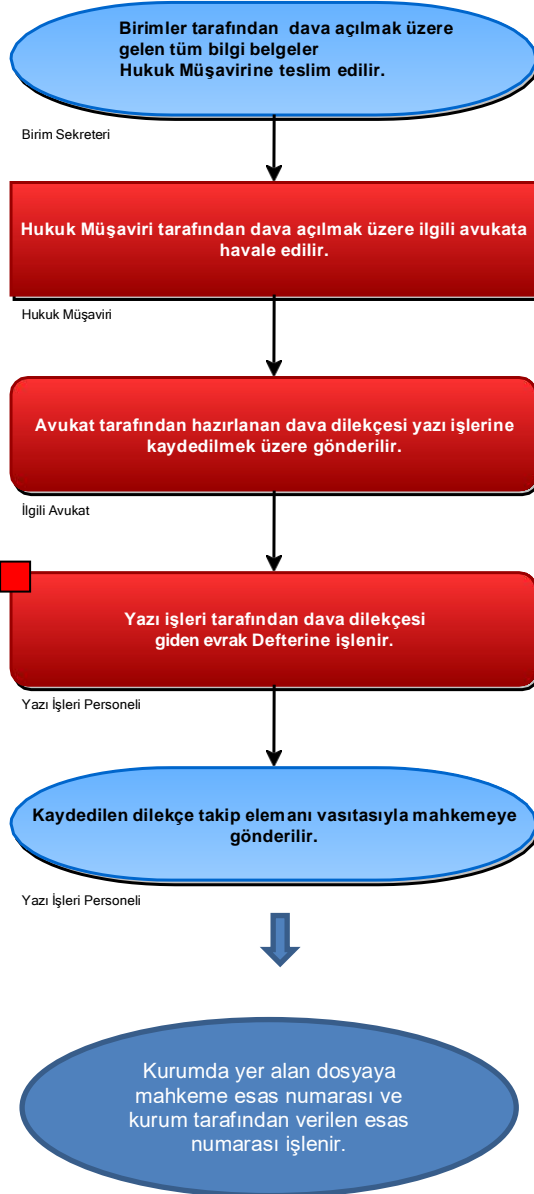 Birimler tarafından  dava açılmak üzere
gelen tüm bilgi belgeler
Hukuk Müşavirine teslim edilir.
Birim Sekreteri
Hukuk Müşaviri tarafından dava açılmak üzere ilgili avukata
havale edilir.
Hukuk Müşaviri
Avukat tarafından hazırlanan dava dilekçesi yazı işlerine
kaydedilmek üzere gönderilir.
İlgili Avukat
Yazı işleri tarafından dava dilekçesi
giden evrak Defterine işlenir.
Yazı İşleri Personeli
Kaydedilen dilekçe takip elemanı vasıtasıyla mahkemeye
gönderilir.
Yazı İşleri Personeli
Kurumda yer alan dosyaya
mahkeme esas numarası ve
kurum tarafından verilen esas
numarası işlenir.